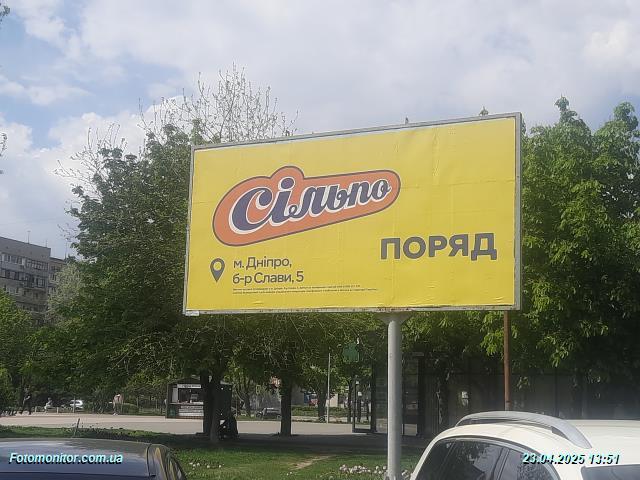 Сільпо
ПОРЯД
м. Дніпро,
б-р Слави, 5
Fotomonitor.com.ua
23.04.2025 13:51